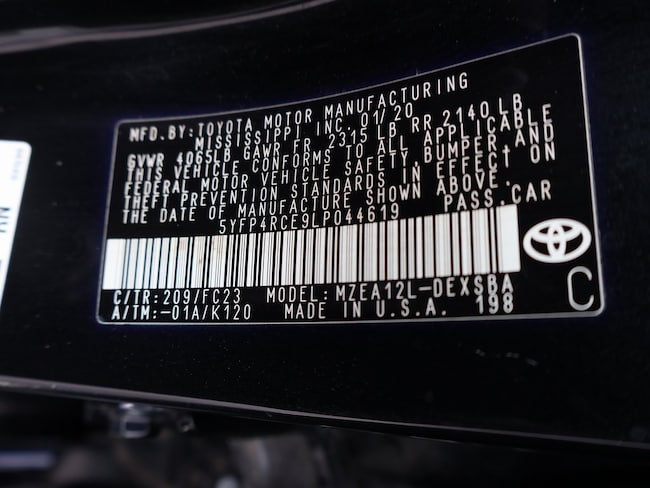 MFD.BY:TOYOTA MOTOR MANUFACTURING
MISSISSIPPI INC. 01/20
GVWR 4065LB GAWR FR 2315 LB RR 2140 LB
THIS VEHICLE CONFORMS TO ALL APPLICABLE
FEDERAL MOTOR VEHICLE SAFETY,BUMPER,AND
THEFT PREVENTION STANDARDS IN EFFECT ON
THE DATE OF MANUFACTURE SHOWN ABOVE.
5YFP4RCE9LP044619 PASS.CAR
C/TR:209/FC23 MODEL:MZEA12L-DEXSBA
A/TM:-01A/K120 MADE IN U.S.A. 198
C